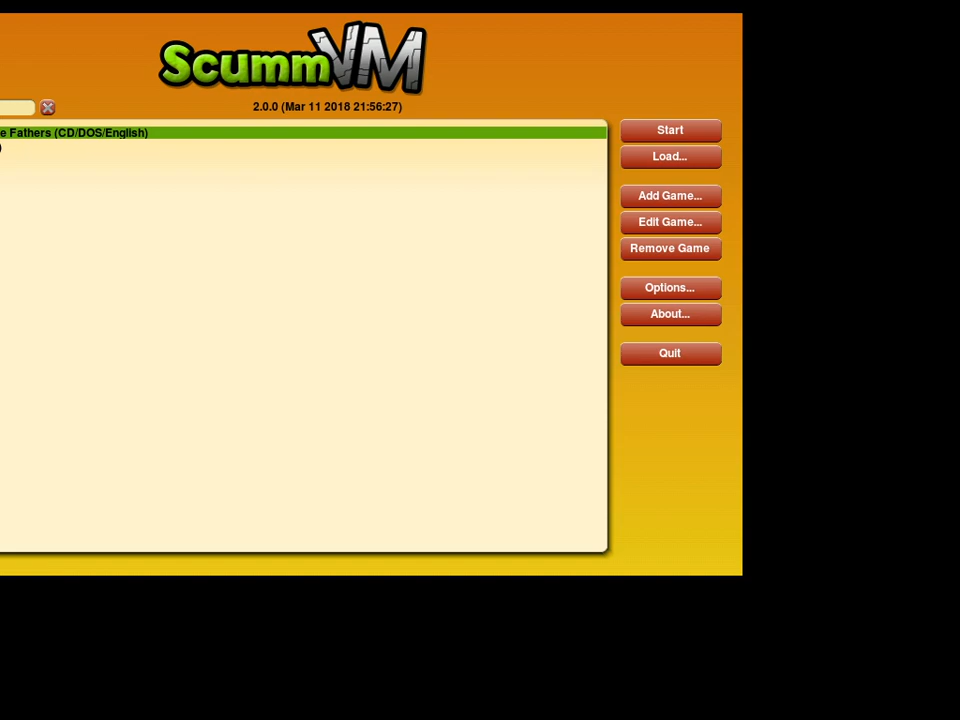 ScummVM
2.0.0 (Mar 11 2018 21:56:27)
e Fathers (CD/DOS/English)
)
Start
Load...
Add Game...
Edit Game...
Remove Game
Options...
About...
Quit